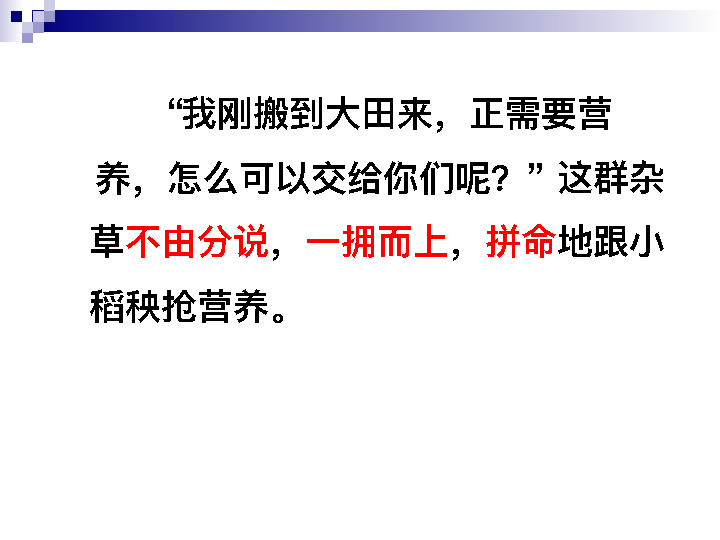 “我刚搬到大田来，正需要营
养，怎么可以交给你们呢？”这群杂
草不由分说，一拥而上，拼命地跟小
稻秧抢营养。